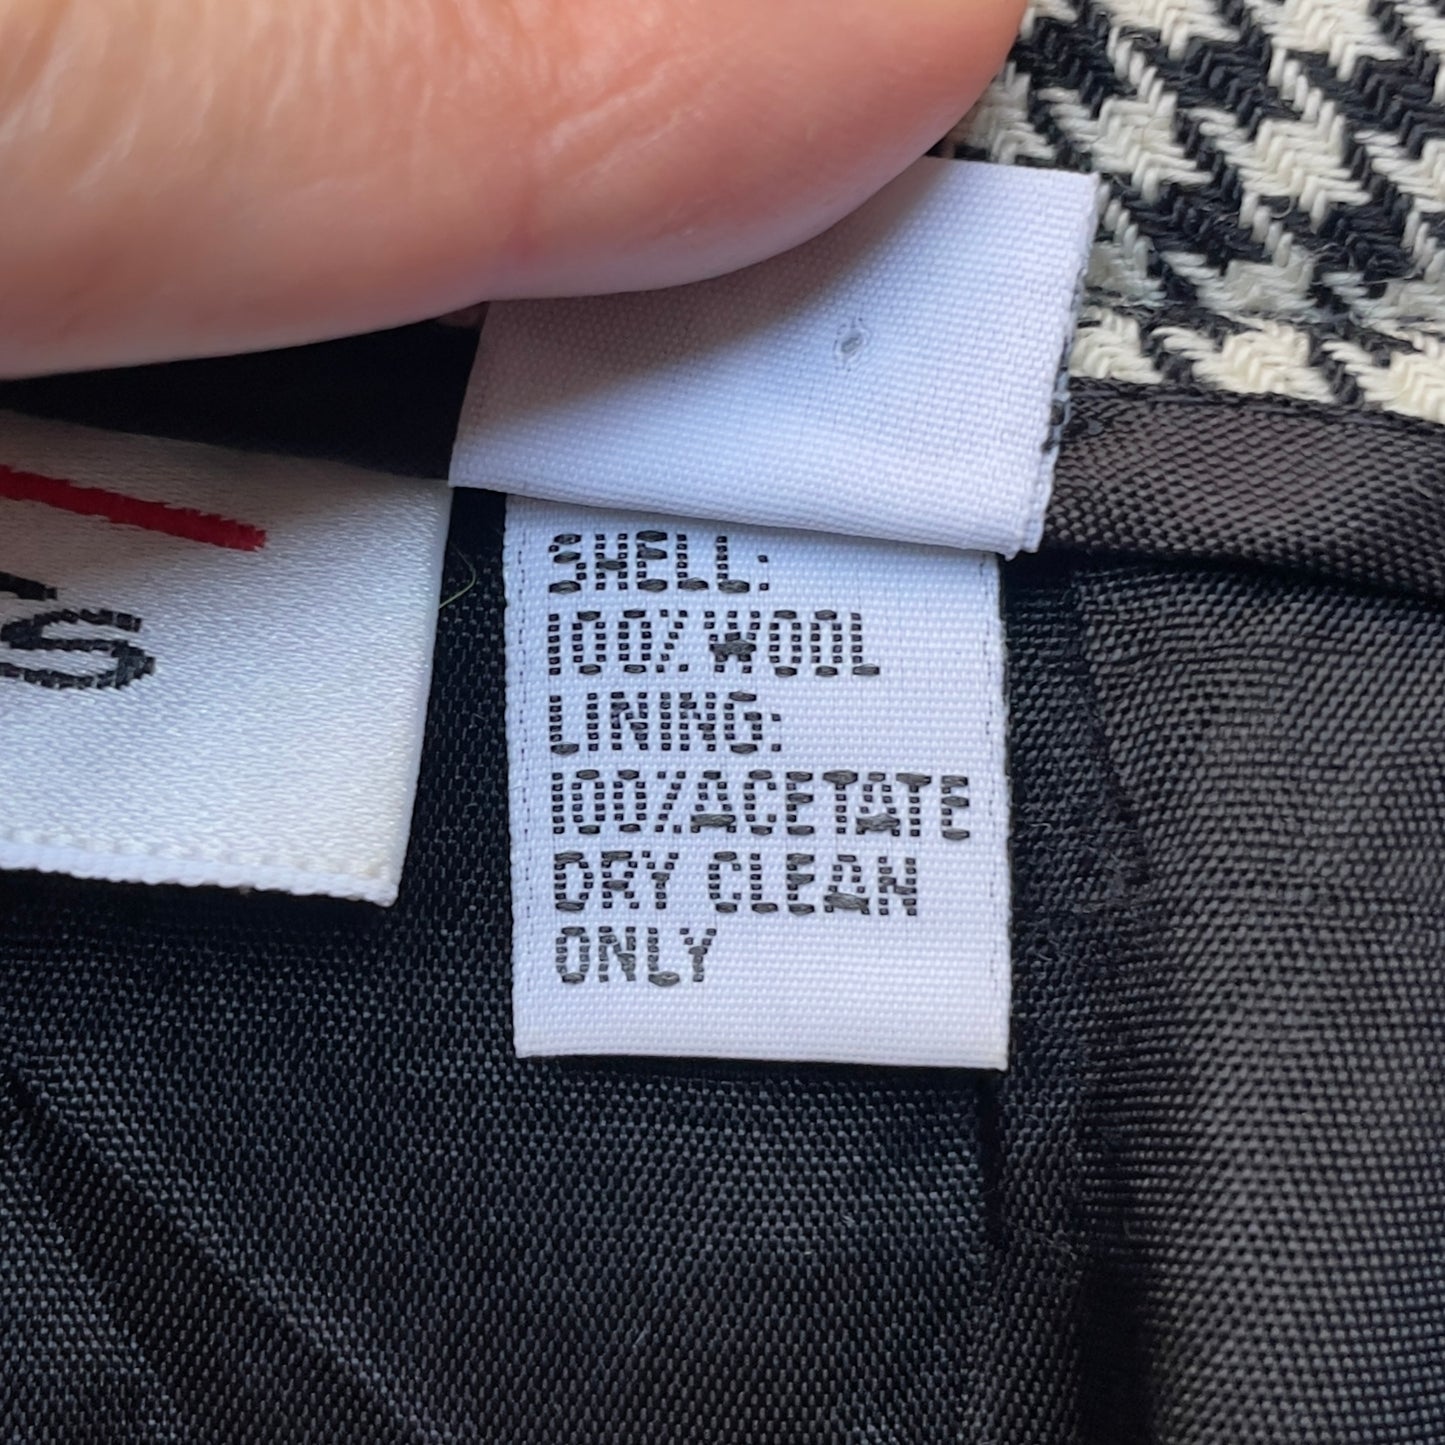 SHELL:
100% WOOL
LINING:
100% ACETATE
DRY CLEAN
ONLY